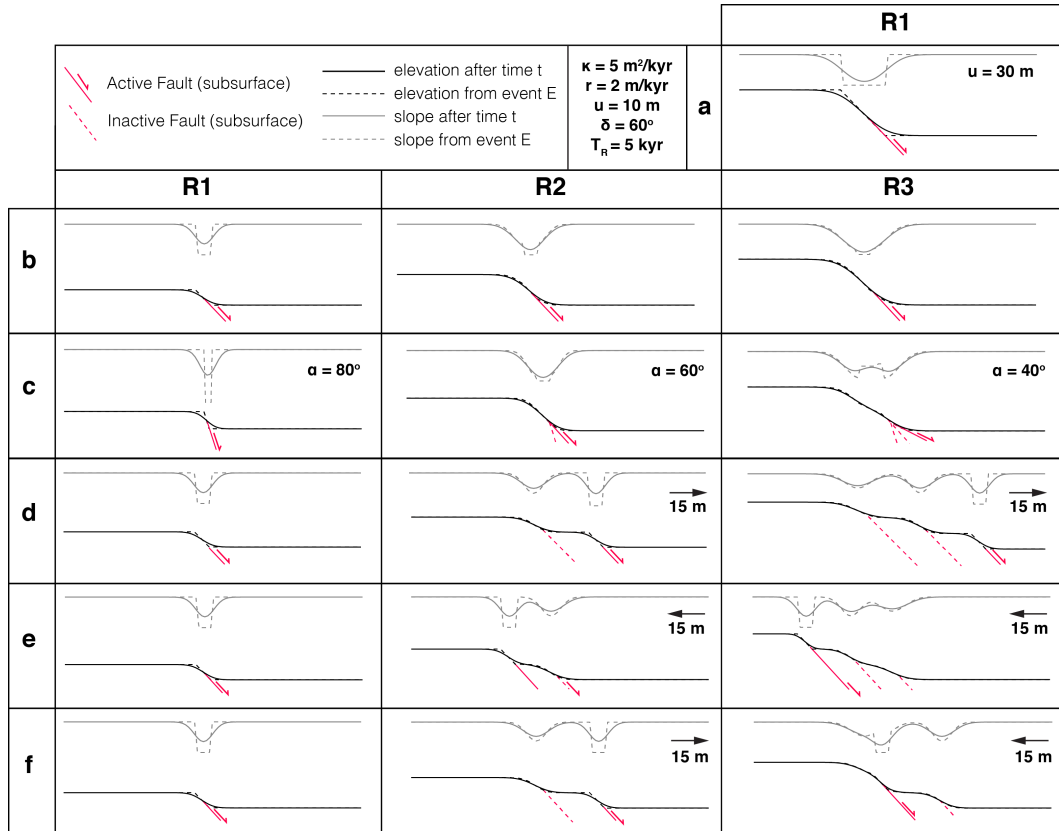 R1
Active Fault (subsurface)
Inactive Fault (subsurface)
elevation after time t
elevation from event E
slope after time t
slope from event E
κ = 5 m²/kyr
r = 2 m/kyr
u = 10 m
δ = 60°
T_R = 5 kyr
a
u = 30 m
R1
R2
R3
b
c
α = 80°
α = 60°
α = 40°
d
15 m
15 m
e
15 m
15 m
f
15 m
15 m